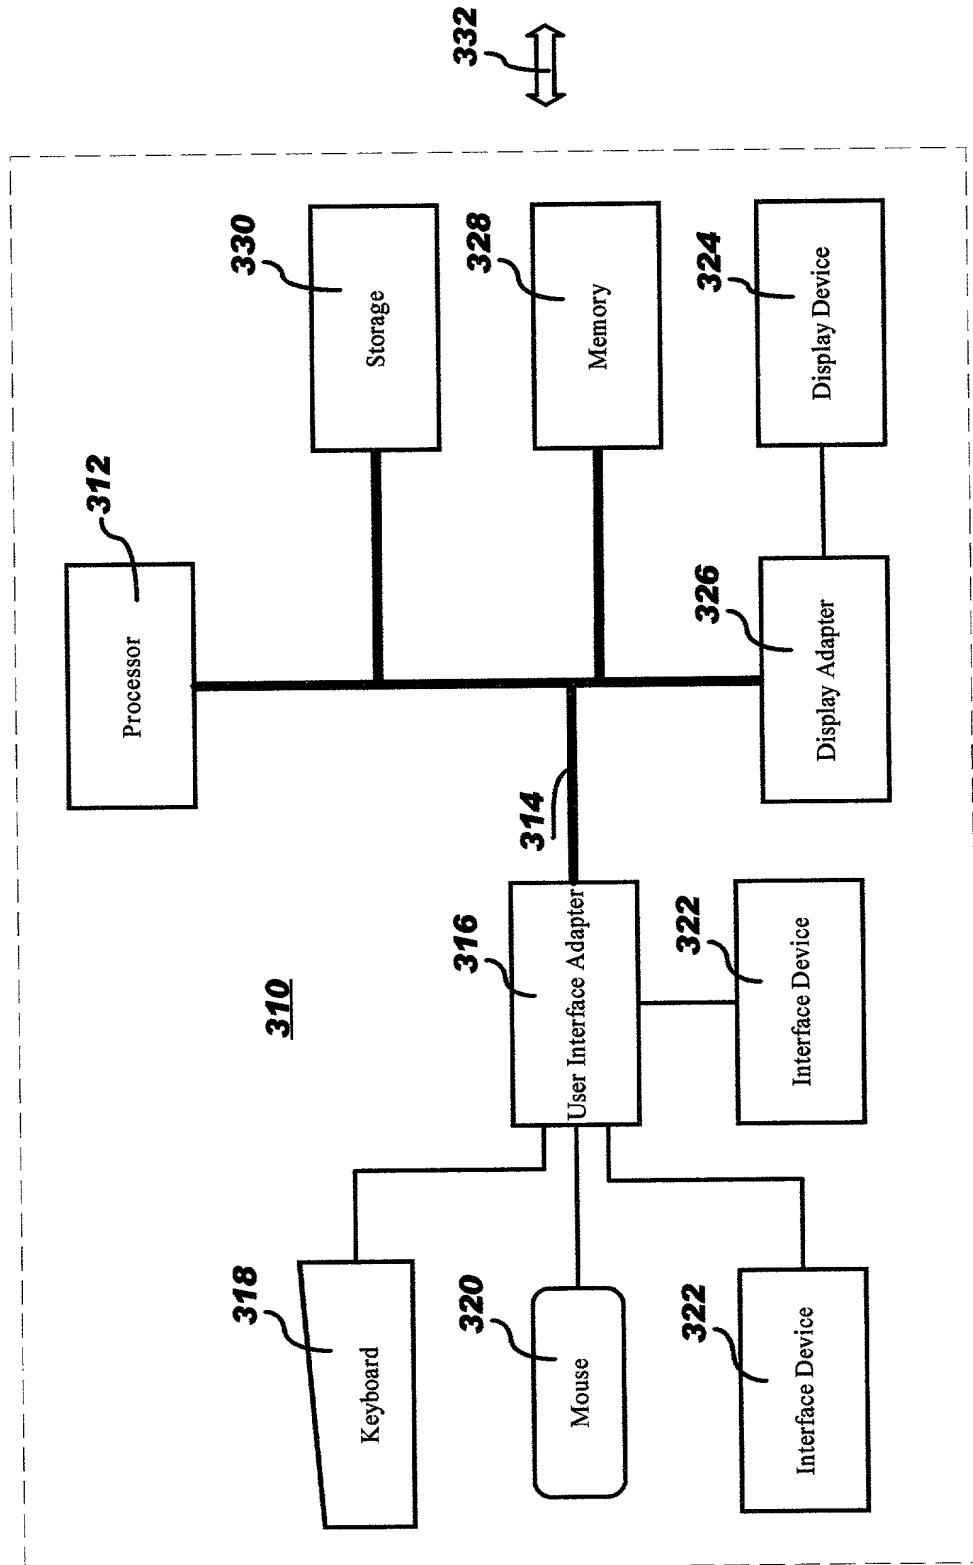 312
Processor
330
Storage
332
310
318
Keyboard
316
User Interface Adapter
314
328
Memory
320
Mouse
322
Interface Device
322
Interface Device
326
Display Adapter
324
Display Device